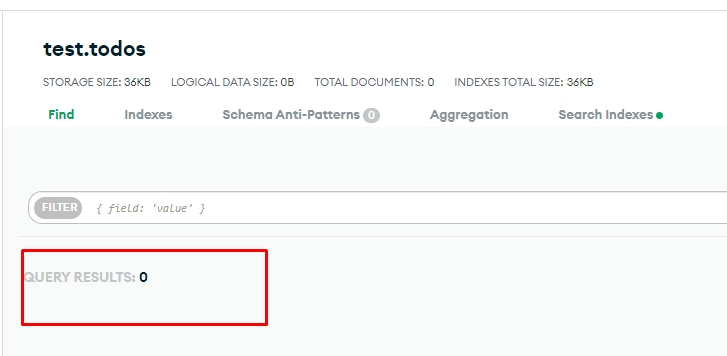 test.todos
STORAGE SIZE: 36KB LOGICAL DATA SIZE: 0B TOTAL DOCUMENTS: 0 INDEXES TOTAL SIZE: 36KB
Find Indexes Schema Anti-Patterns 0 Aggregation Search Indexes
FILTER { field: 'value' }
QUERY RESULTS: 0